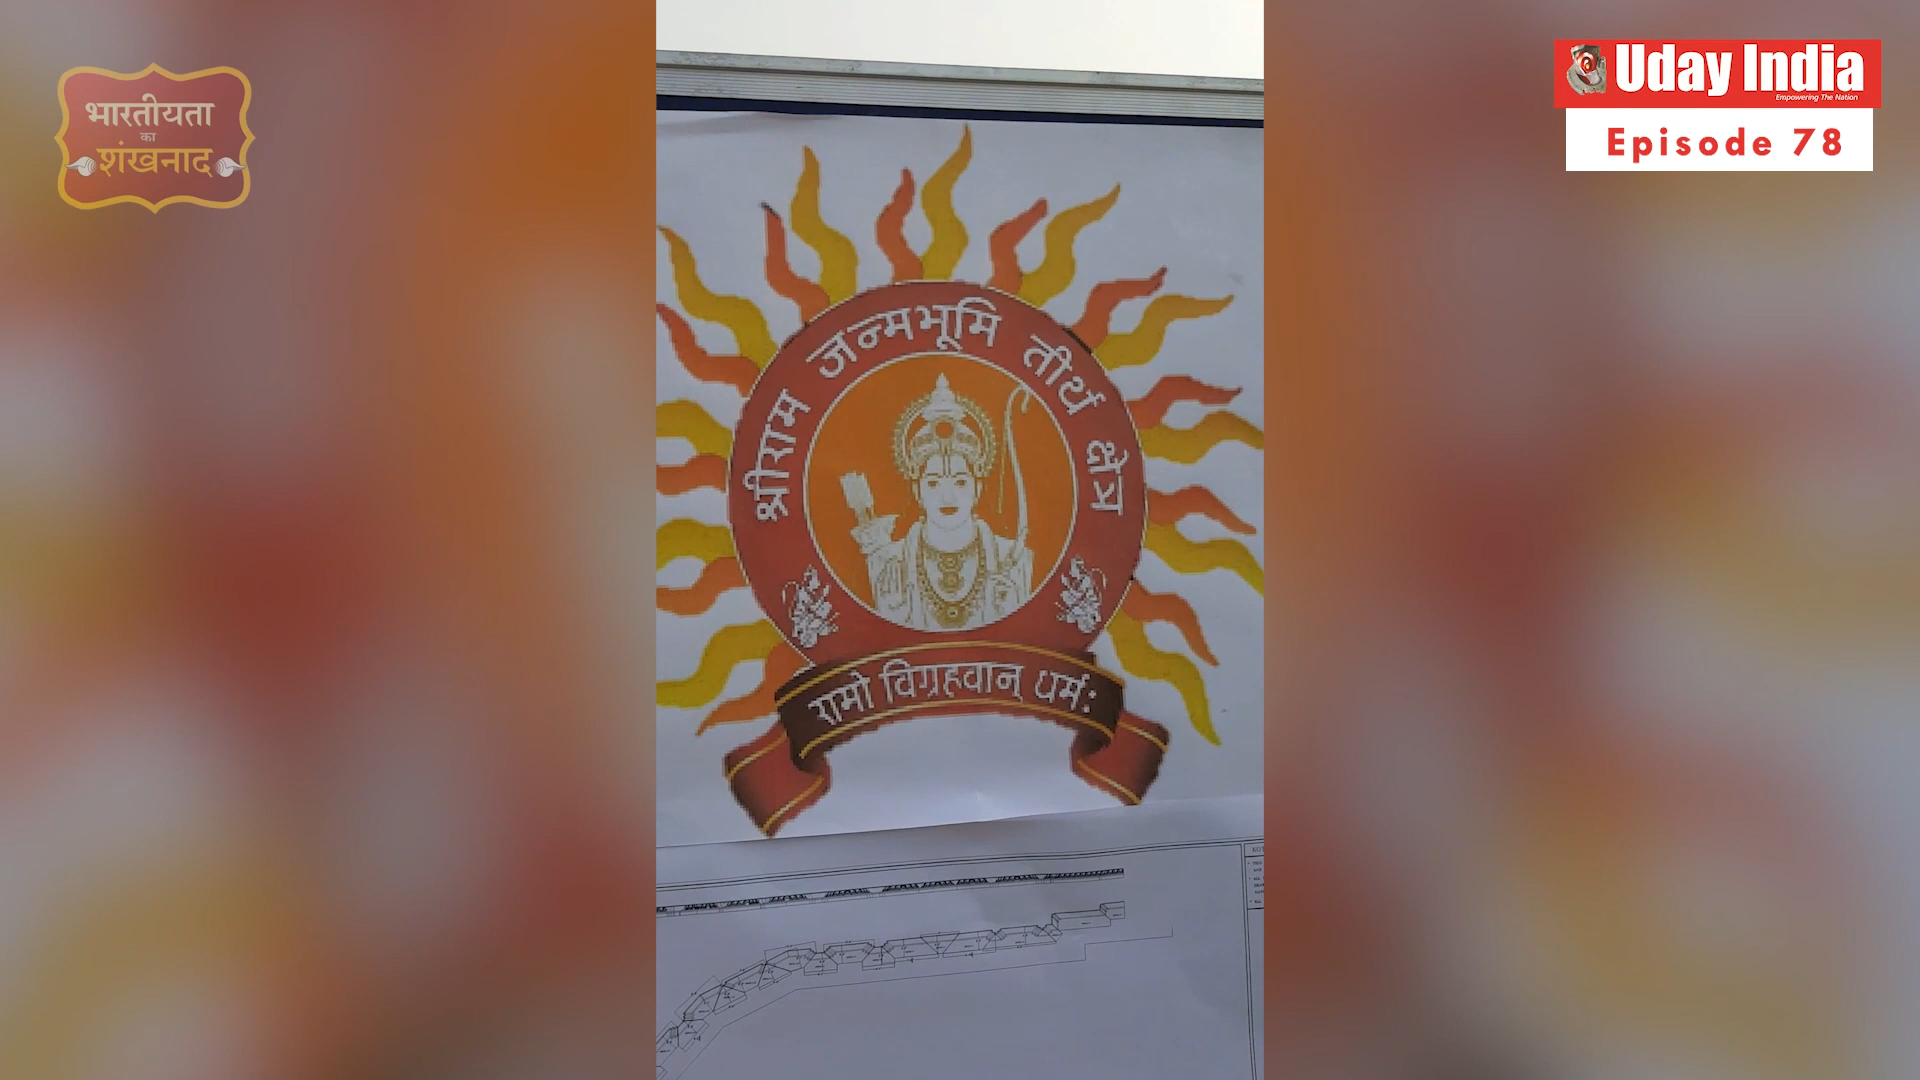 भारतीयता
का
शंखनाद
Uday India
Empowering The Nation
Episode 78
श्रीराम जन्मभूमि तीर्थ क्षेत्र
रामो विग्रहवान् धर्मः